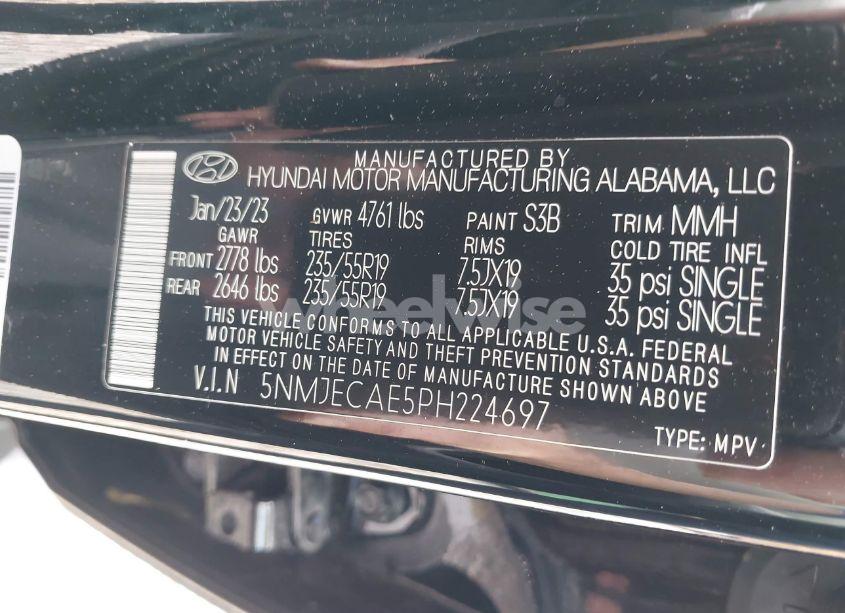 MANUFACTURED BY
HYUNDAI MOTOR MANUFACTURING ALABAMA, LLC
Jan/23/23 GVWR 4761 lbs PAINT S3B TRIM MMH
GAWR TIRES RIMS COLD TIRE INFL
FRONT 2778 lbs 235/55R19 7.5JX19 35 psi SINGLE
REAR 2646 lbs 235/55R19 7.5JX19 35 psi SINGLE
wheelwise
THIS VEHICLE CONFORMS TO ALL APPLICABLE U.S.A. FEDERAL
MOTOR VEHICLE SAFETY AND THEFT PREVENTION STANDARDS
IN EFFECT ON THE DATE OF MANUFACTURE SHOWN ABOVE
V.I.N 5NMJECAE5PH224697
TYPE: MPV